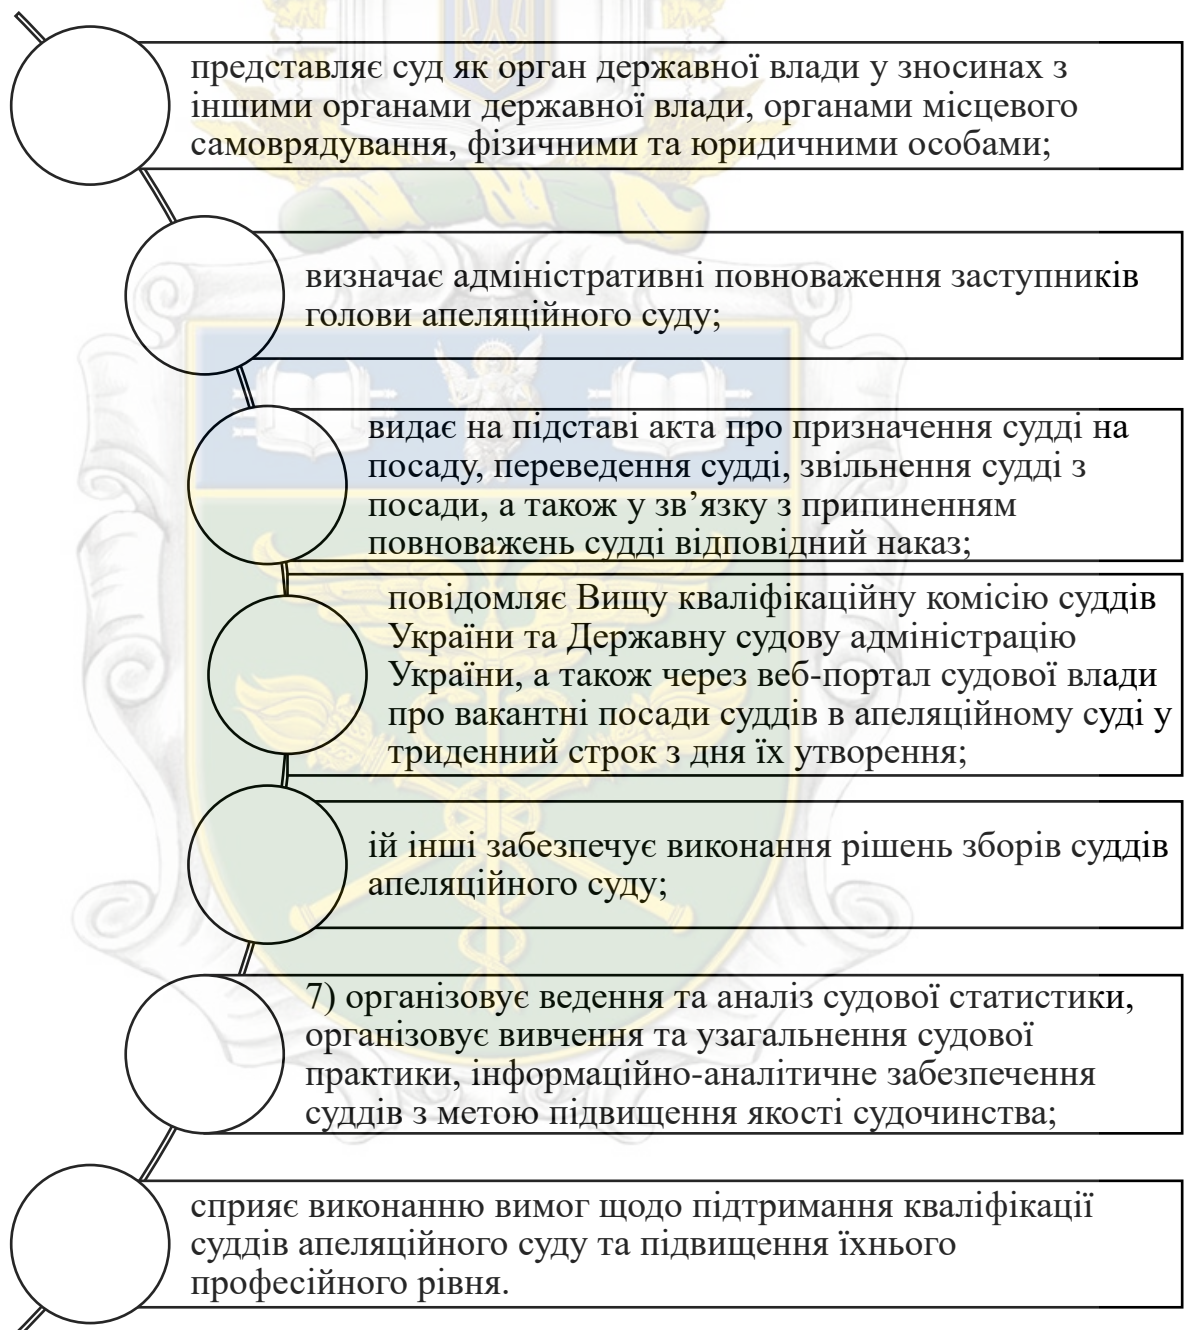 представляє суд як орган державної влади у зносинах з
іншими органами державної влади, органами місцевого
самоврядування, фізичними та юридичними особами;
визначає адміністративні повноваження заступників
голови апеляційного суду;
видає на підставі акта про призначення судді на
посаду, переведення судді, звільнення судді з
посади, а також у зв’язку з припиненням
повноважень судді відповідний наказ;
повідомляє Вищу кваліфікаційну комісію суддів
України та Державну судову адміністрацію
України, а також через веб-портал судової влади
про вакантні посади суддів в апеляційному суді у
триденний строк з дня їх утворення;
ій інші забезпечує виконання рішень зборів суддів
апеляційного суду;
7) організовує ведення та аналіз судової статистики,
організовує вивчення та узагальнення судової
практики, інформаційно-аналітичне забезпечення
суддів з метою підвищення якості судочинства;
сприяє виконанню вимог щодо підтримання кваліфікації
суддів апеляційного суду та підвищення їхнього
професійного рівня.